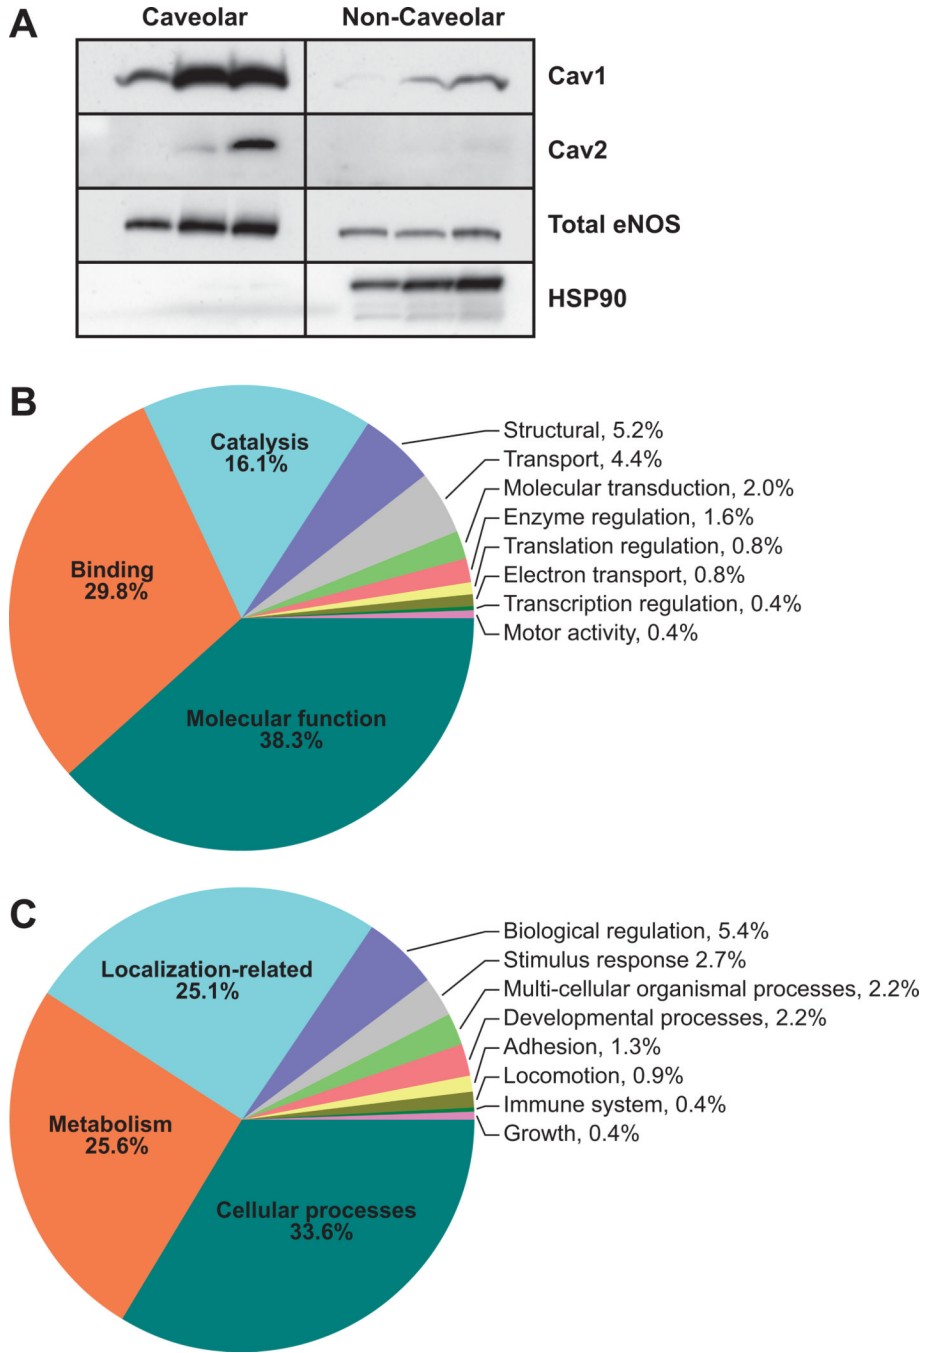 A
Caveolar Non-Caveolar
Cav1
Cav2
Total eNOS
HSP90
B
Catalysis
16.1%
Binding
29.8%
Molecular function
38.3%
Structural, 5.2%
Transport, 4.4%
Molecular transduction, 2.0%
Enzyme regulation, 1.6%
Translation regulation, 0.8%
Electron transport, 0.8%
Transcription regulation, 0.4%
Motor activity, 0.4%
C
Localization-related
25.1%
Metabolism
25.6%
Cellular processes
33.6%
Biological regulation, 5.4%
Stimulus response 2.7%
Multi-cellular organismal processes, 2.2%
Developmental processes, 2.2%
Adhesion, 1.3%
Locomotion, 0.9%
Immune system, 0.4%
Growth, 0.4%